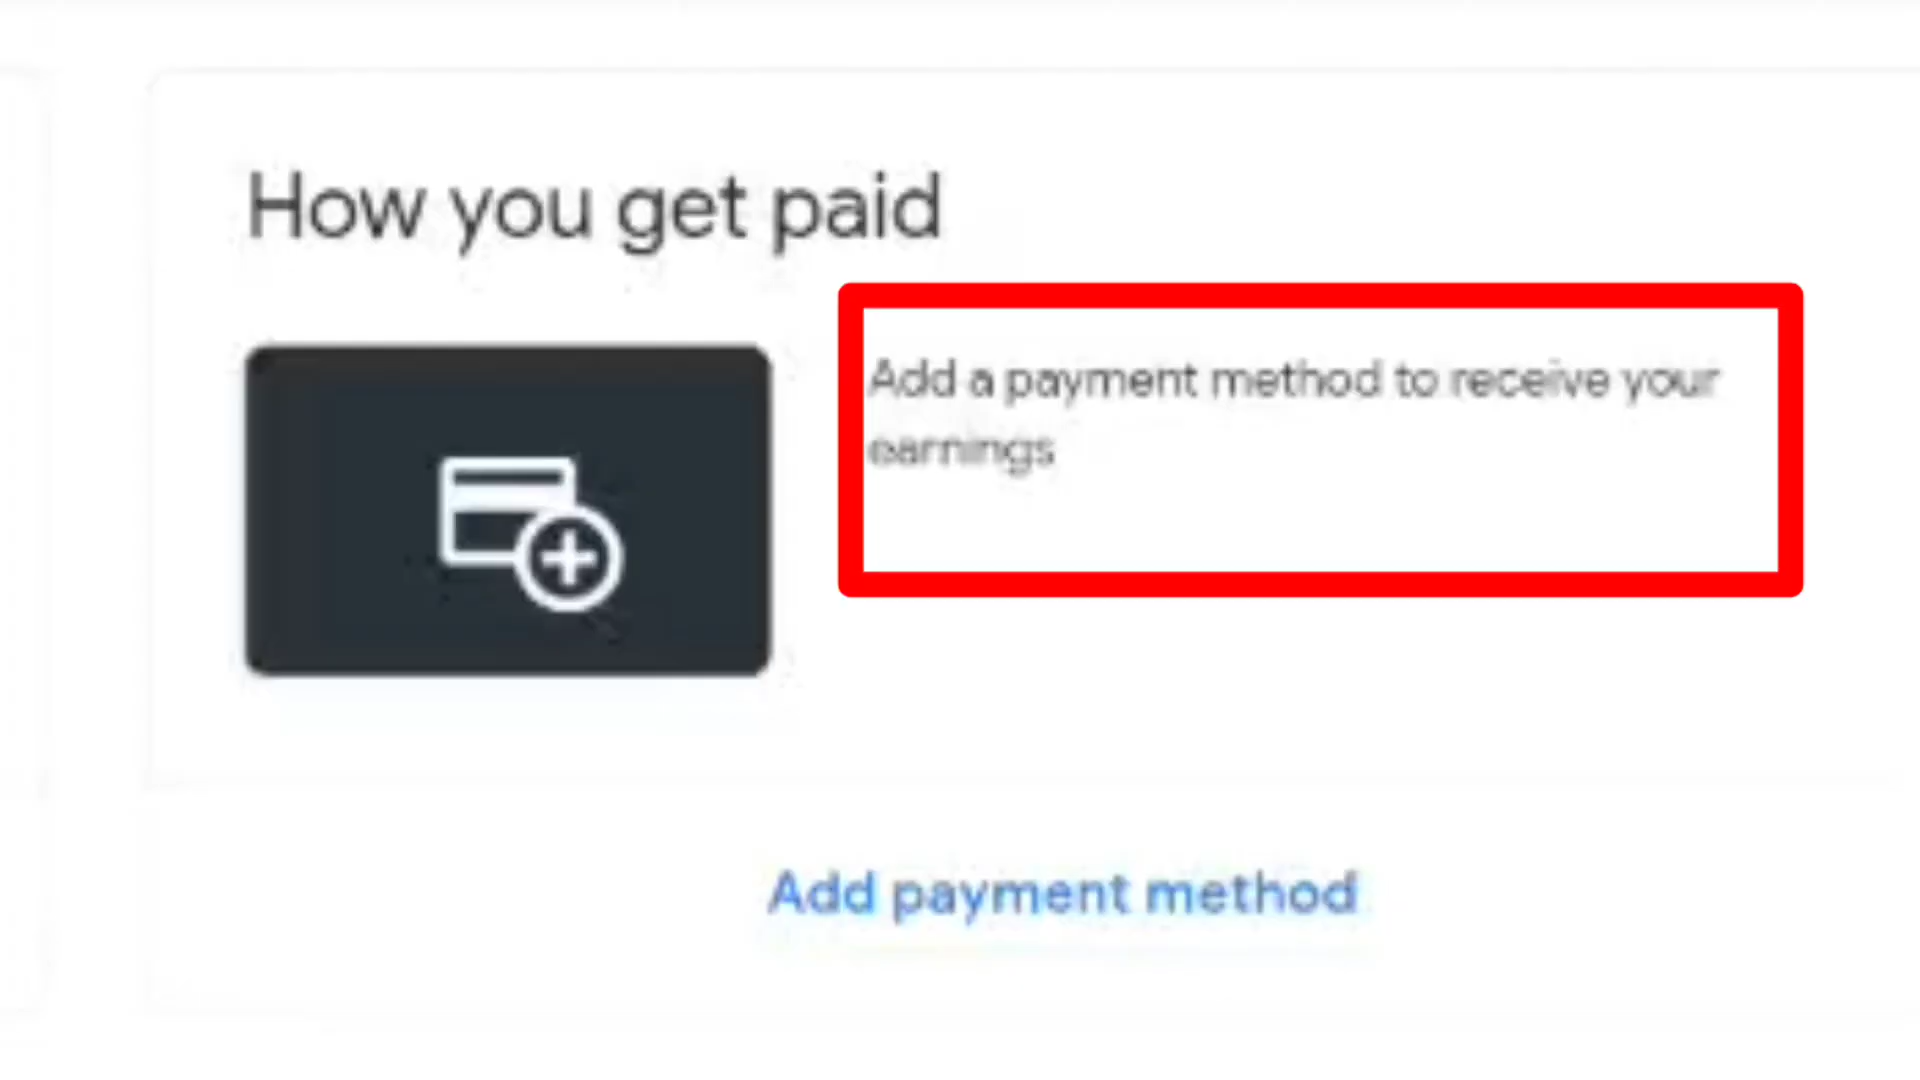 How you get paid
Add a payment method to receive your
earnings
Add payment method